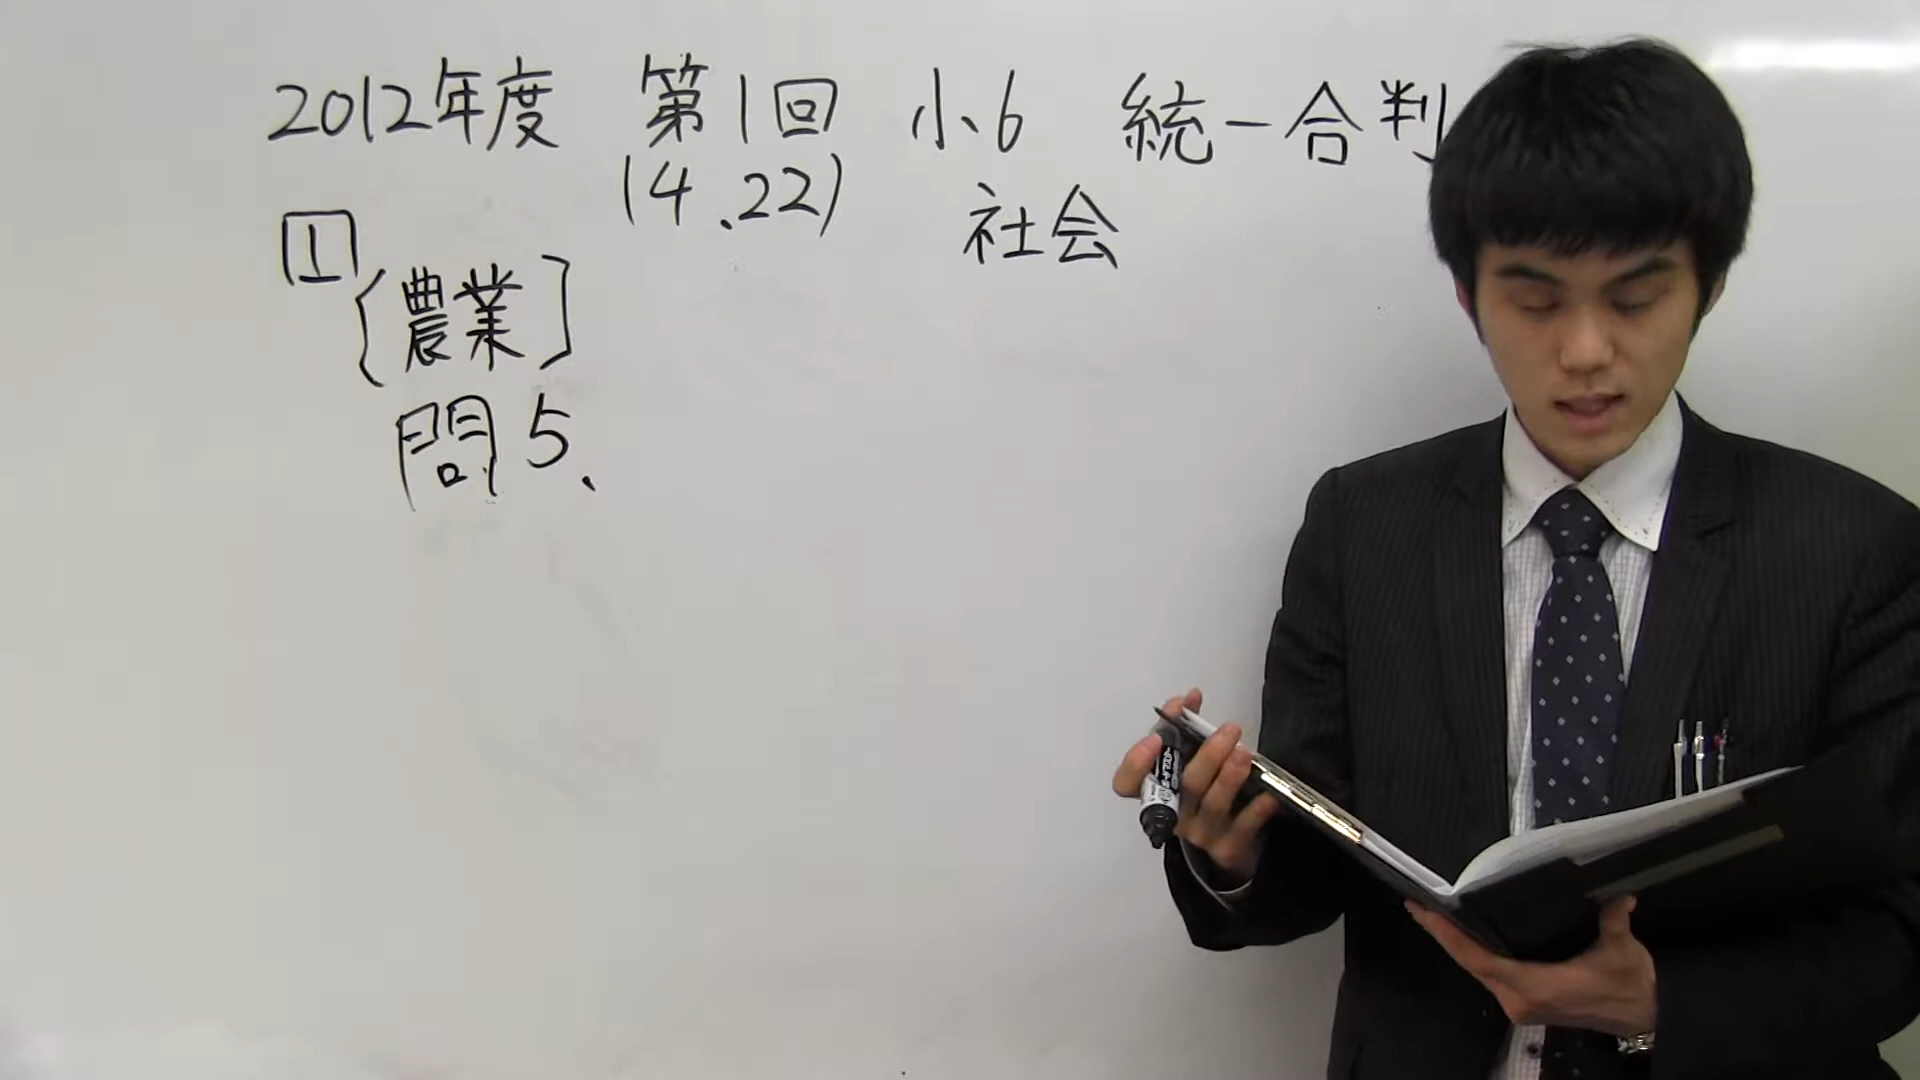 2012年度 第1回 小6 統一合判
(4.22) 社会
1
[農業]
問5.